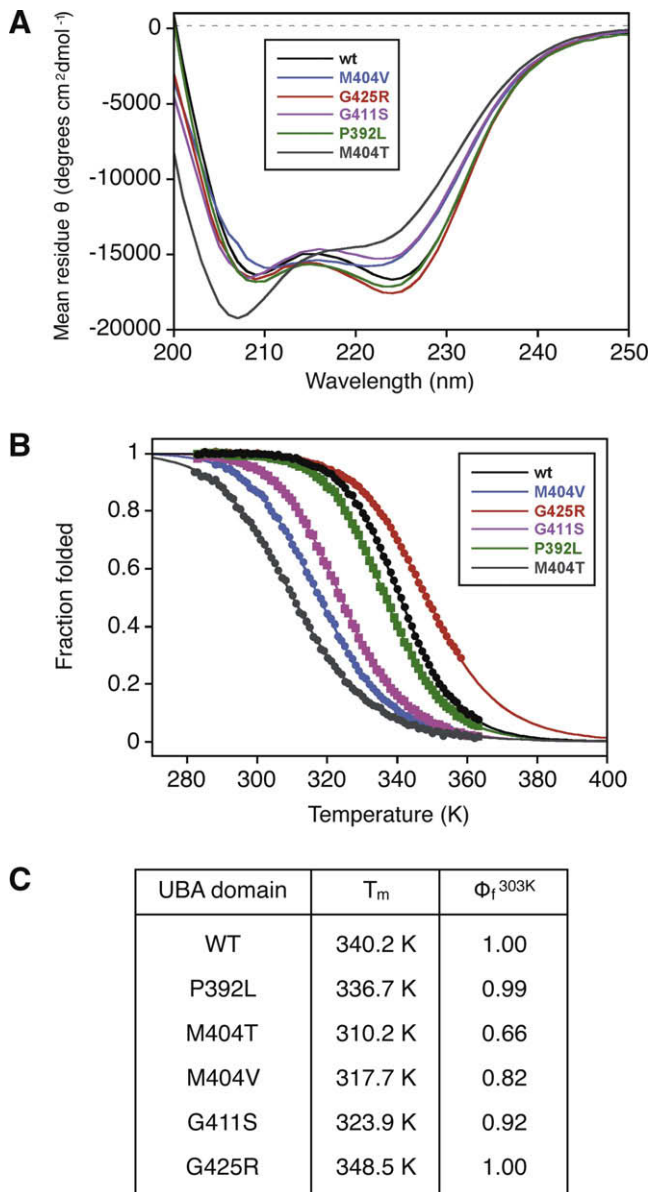 A
0
-5000
-10000
-15000
-20000
Mean residue θ (degrees cm²dmol⁻¹)
wt
M404V
G425R
G411S
P392L
M404T
200 210 220 230 240 250
Wavelength (nm)
B
1
0.8
0.6
0.4
0.2
0
Fraction folded
wt
M404V
G425R
G411S
P392L
M404T
280 300 320 340 360 380 400
Temperature (K)
C
UBA domain Tₘ Φf³⁰³ᴷ
WT 340.2 K 1.00
P392L 336.7 K 0.99
M404T 310.2 K 0.66
M404V 317.7 K 0.82
G411S 323.9 K 0.92
G425R 348.5 K 1.00